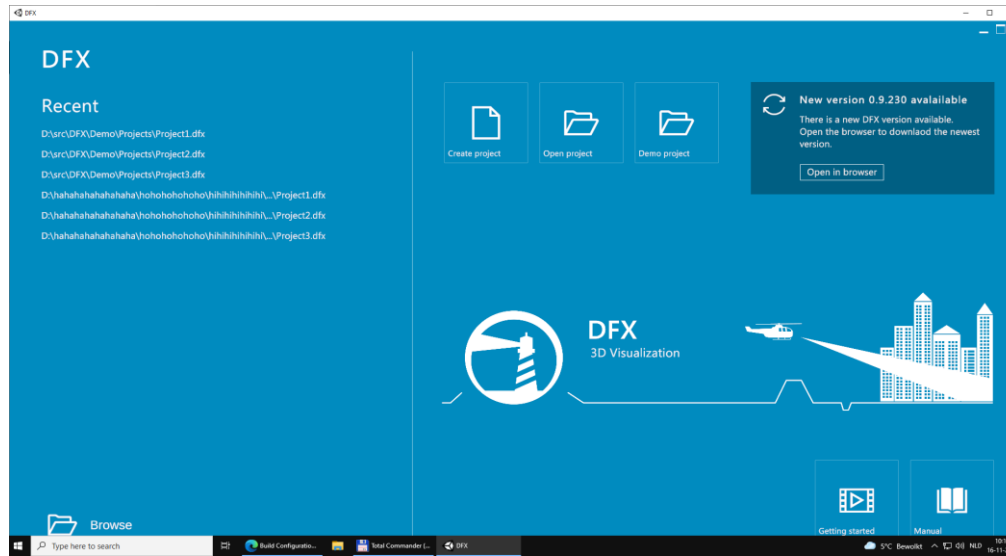 DFX
DFX
Recent
D:\src\DFX\Demo\Projects\Project1.dfx
D:\src\DFX\Demo\Projects\Project2.dfx
D:\src\DFX\Demo\Projects\Project3.dfx
D:\hahahahahahahaha\hohohohohoho\hihihihihihihi\...\Project1.dfx
D:\hahahahahahahaha\hohohohohoho\hihihihihihihi\...\Project2.dfx
D:\hahahahahahahaha\hohohohohoho\hihihihihihihi\...\Project3.dfx
Browse
Create project
Open project
Demo project
New version 0.9.230 avalailable
There is a new DFX version available.
Open the browser to downlaod the newest
version.
Open in browser
DFX
3D Visualization
Getting started
Manual
Type here to search
Build Configuratio...
Total Commander (...
DFX
5°C Bewolkt
NLD